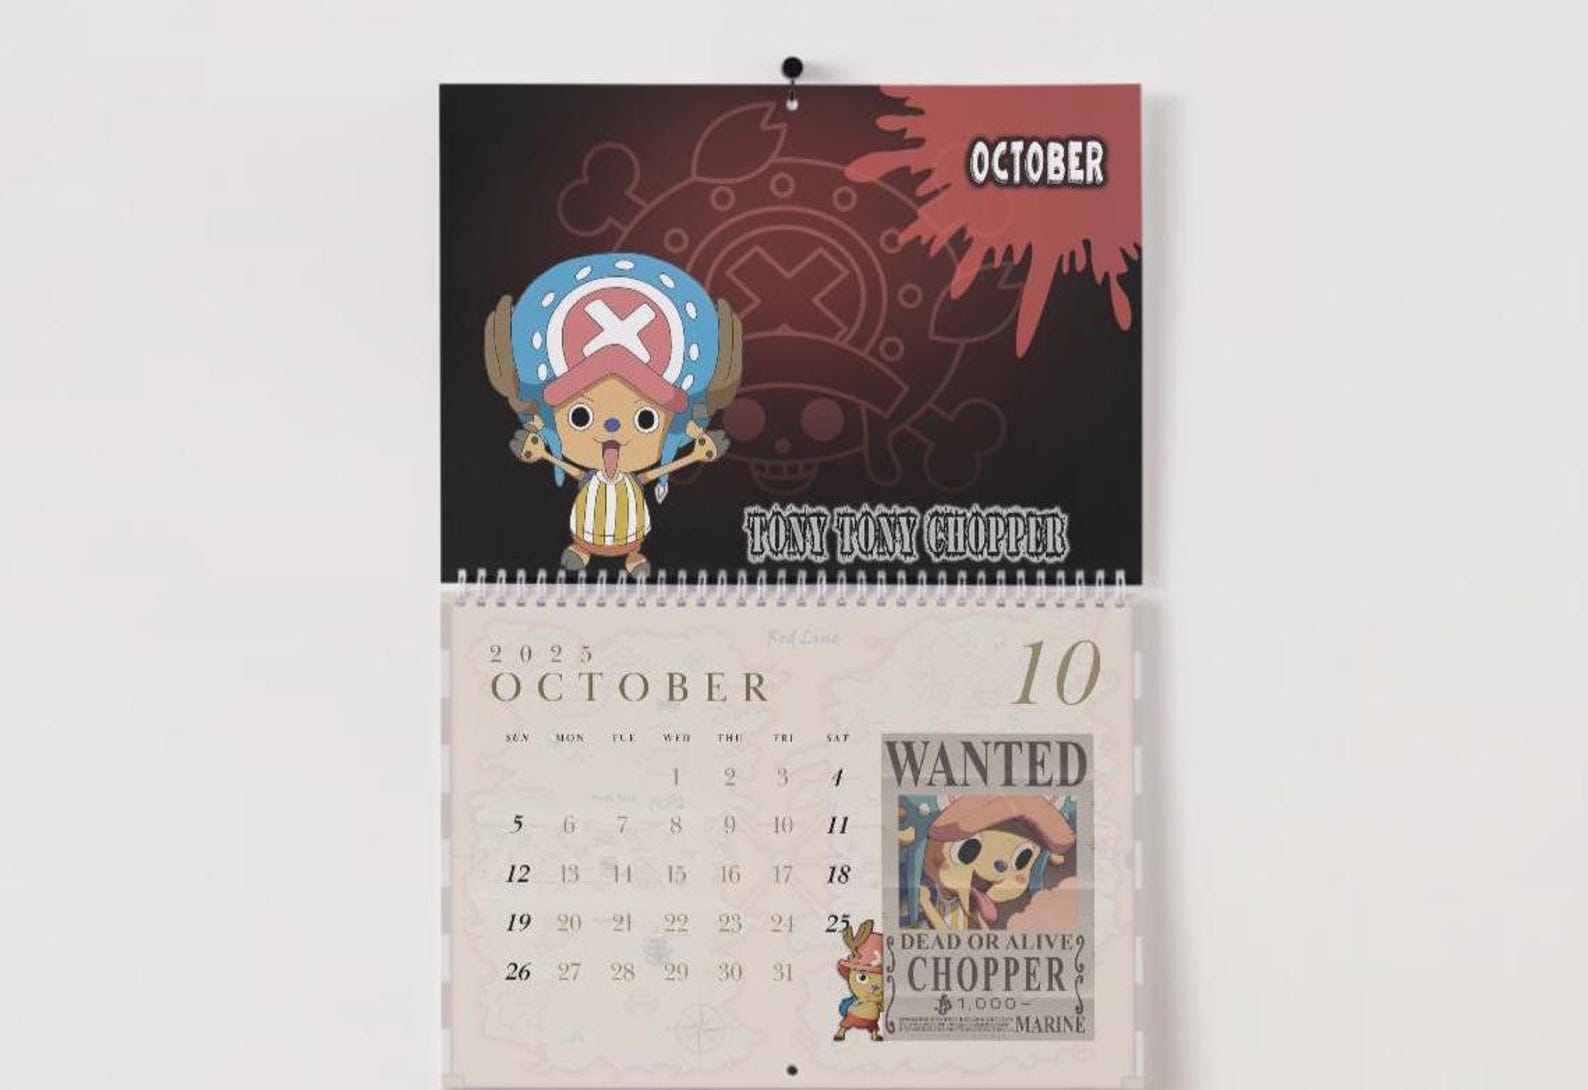 OCTOBER
TONY TONY CHOPPER
Red Line
2025
OCTOBER
10
SUN MON TUE WED THU FRI SAT
1 2 3 4
5 6 7 8 9 10 11
12 13 14 15 16 17 18
19 20 21 22 23 24 25
26 27 28 29 30 31
WANTED
DEAD OR ALIVE
CHOPPER
1,000-
MARINE